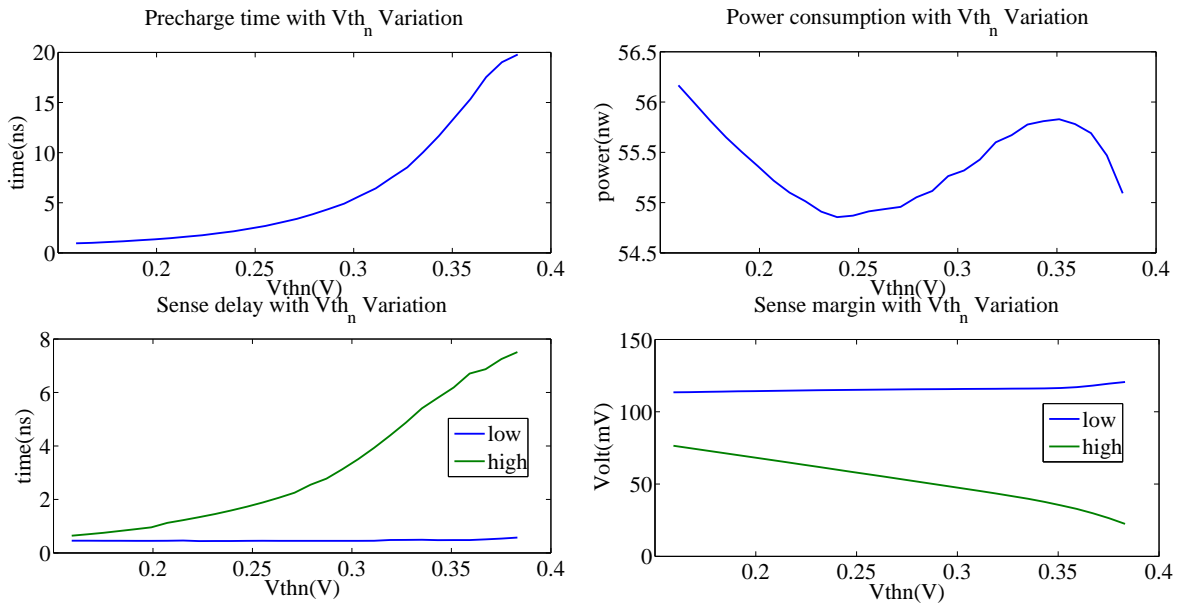 Precharge time with Vth_n Variation
20
15
10
5
0
time(ns)
0.2
0.25
0.3
0.35
0.4
Vthn(V)
Power consumption with Vth_n Variation
56.5
56
55.5
55
54.5
power(nw)
0.2
0.25
0.3
0.35
0.4
Vthn(V)
Sense delay with Vth_n Variation
8
6
4
2
0
time(ns)
low
high
0.2
0.25
0.3
0.35
0.4
Vthn(V)
Sense margin with Vth_n Variation
150
100
50
0
Volt(mV)
low
high
0.2
0.25
0.3
0.35
0.4
Vthn(V)